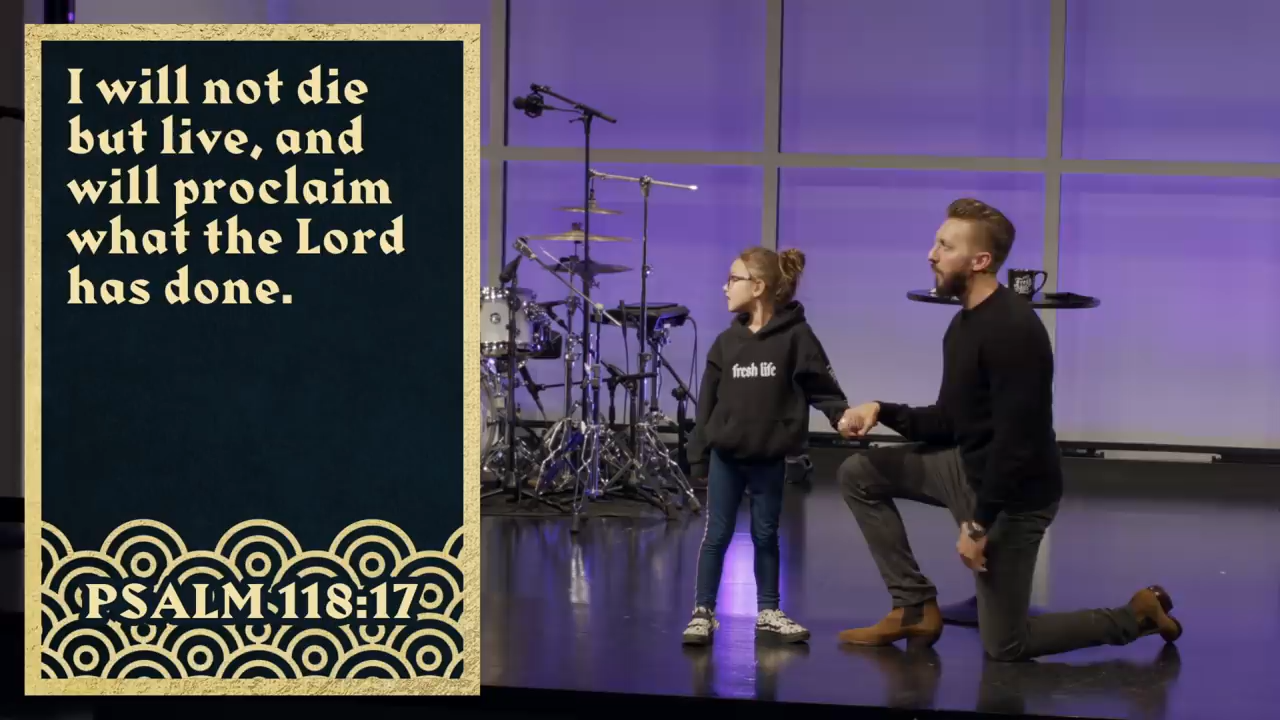 I will not die
but live, and
will proclaim
what the Lord
has done.
PSALM 118:17
fresh life